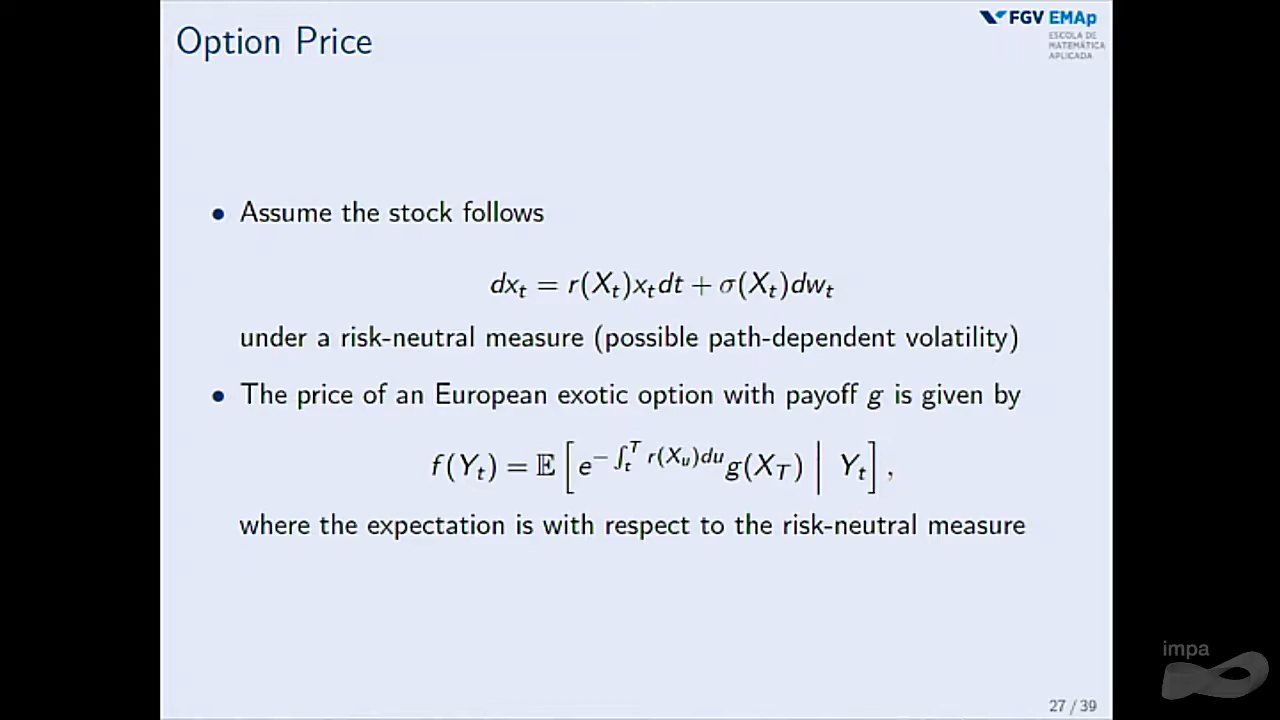 Option Price
FGV EMAp
ESCOLA DE
MATEMÁTICA
APLICADA
• Assume the stock follows
dx_t = r(X_t)x_t dt + σ(X_t)dw_t
under a risk-neutral measure (possible path-dependent volatility)
• The price of an European exotic option with payoff g is given by
f(Y_t) = 𝔼 [ e^{−∫_t^T r(X_u)du} g(X_T) | Y_t ] ,
where the expectation is with respect to the risk-neutral measure
impa
27 / 39